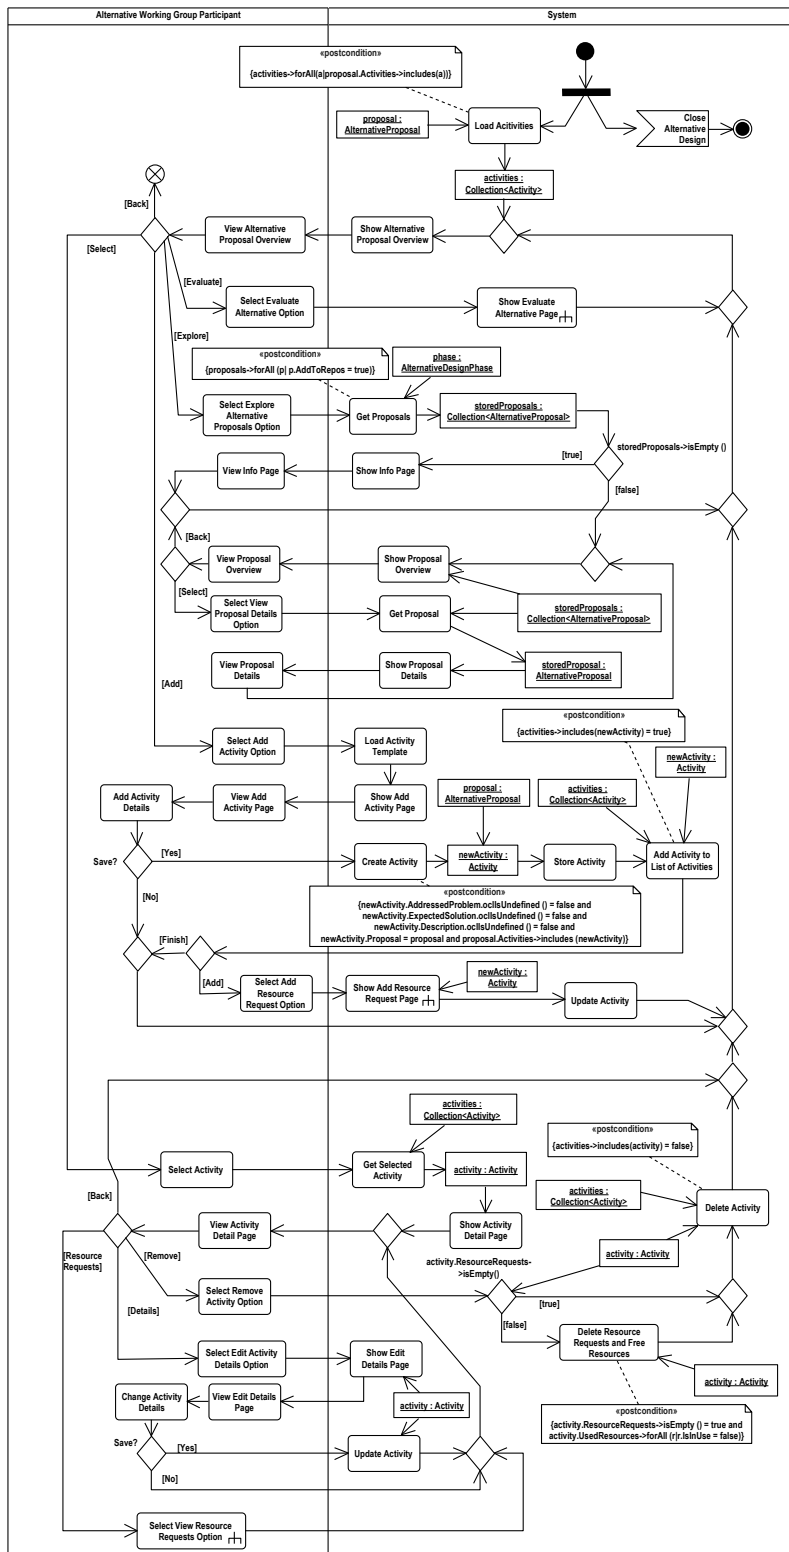 Alternative Working Group Participant
System
«postcondition»
{activities->forAll(a|proposal.Activities->includes(a))}
proposal :
AlternativeProposal
Load Acitivities
Close
Alternative
Design
activities :
Collection<Activity>
[Back]
[Select]
View Alternative
Proposal Overview
Show Alternative
Proposal Overview
[Evaluate]
Select Evaluate
Alternative Option
Show Evaluate
Alternative Page
[Explore]
«postcondition»
{proposals->forAll (p| p.AddToRepos = true)}
phase :
AlternativeDesignPhase
Select Explore
Alternative
Proposals Option
Get Proposals
storedProposals :
Collection<AlternativeProposal>
storedProposals->isEmpty ()
[true]
[false]
View Info Page
Show Info Page
[Back]
View Proposal
Overview
Show Proposal
Overview
[Select]
Select View
Proposal Details
Option
Get Proposal
storedProposals :
Collection<AlternativeProposal>
View Proposal
Details
Show Proposal
Details
storedProposal :
AlternativeProposal
[Add]
«postcondition»
{activities->includes(newActivity) = true}
Select Add
Activity Option
Load Activity
Template
newActivity :
Activity
Add Activity
Details
View Add
Activity Page
Show Add
Activity Page
proposal :
AlternativeProposal
activities :
Collection<Activity>
Save?
[Yes]
Create Activity
newActivity :
Activity
Store Activity
Add Activity to
List of Activities
[No]
«postcondition»
{newActivity.AddressedProblem.oclIsUndefined () = false and
newActivity.ExpectedSolution.oclIsUndefined () = false and
newActivity.Description.oclIsUndefined () = false and
newActivity.Proposal = proposal and proposal.Activities->includes (newActivity)}
[Finish]
[Add]
Select Add
Resource
Request Option
Show Add Resource
Request Page
newActivity :
Activity
Update Activity
activities :
Collection<Activity>
«postcondition»
{activities->includes(activity) = false}
Select Activity
Get Selected
Activity
activity : Activity
[Back]
activities :
Collection<Activity>
Delete Activity
View Activity
Detail Page
Show Activity
Detail Page
[Resource
Requests]
[Remove]
activity.ResourceRequests-
>isEmpty()
activity : Activity
[Details]
Select Remove
Activity Option
[true]
[false]
Select Edit Activity
Details Option
Show Edit
Details Page
Delete Resource
Requests and Free
Resources
activity : Activity
Change Activity
Details
View Edit Details
Page
activity : Activity
«postcondition»
{activity.ResourceRequests->isEmpty () = true and
activity.UsedResources->forAll (r|r.IsInUse = false)}
Save?
[Yes]
Update Activity
[No]
Select View Resource
Requests Option